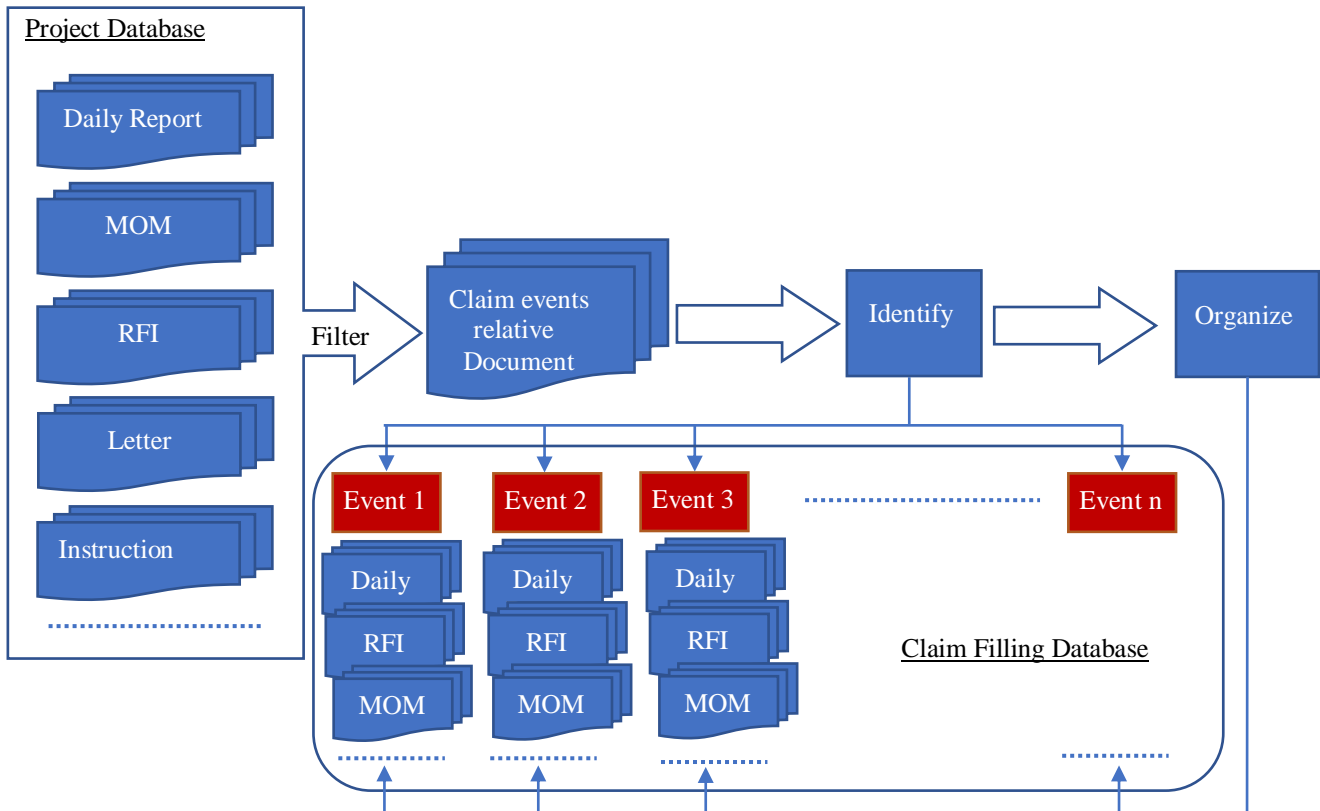 Project Database
Daily Report
MOM
RFI
Letter
Instruction
Filter
Claim events
relative
Document
Identify
Organize
Event 1
Event 2
Event 3
Event n
Daily
RFI
MOM
Daily
RFI
MOM
Daily
RFI
MOM
Claim Filling Database